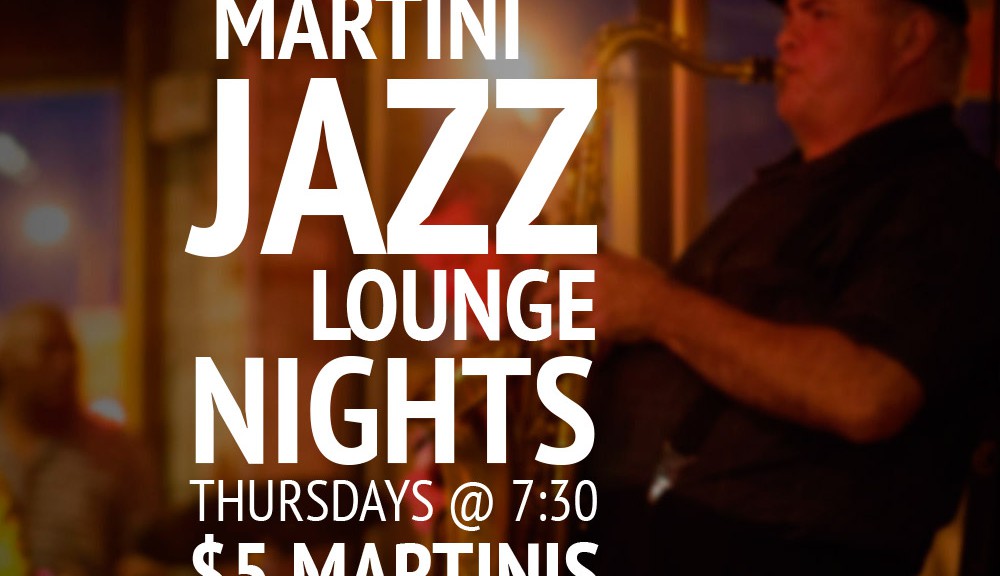 MARTINI
JAZZ
LOUNGE
NIGHTS
THURSDAYS @ 7:30
$5 MARTINIS